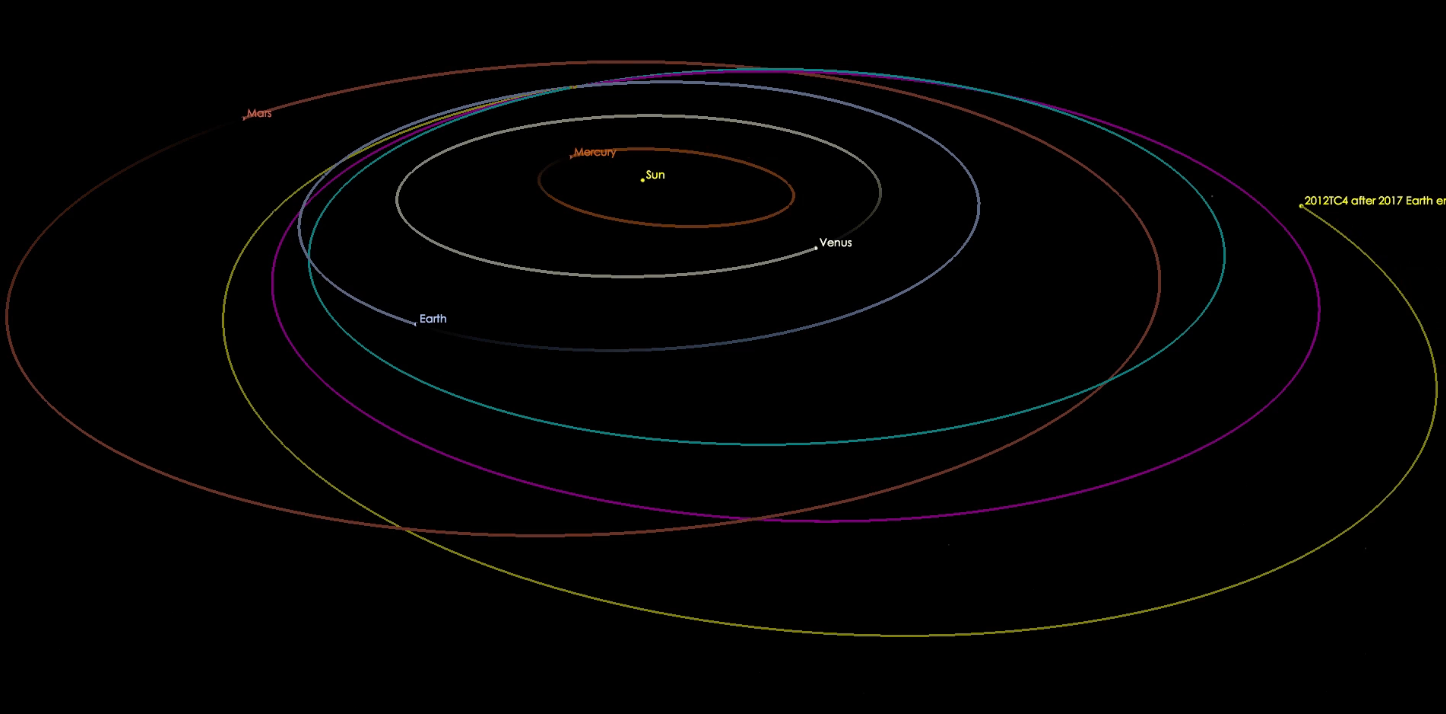 Mars
Mercury
Sun
2012TC4 after 2017 Earth
Venus
Earth